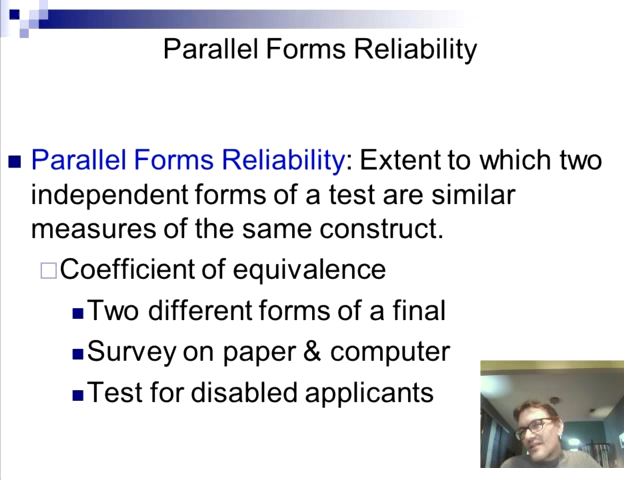 Parallel Forms Reliability
Parallel Forms Reliability: Extent to which two
independent forms of a test are similar
measures of the same construct.
Coefficient of equivalence
Two different forms of a final
Survey on paper & computer
Test for disabled applicants